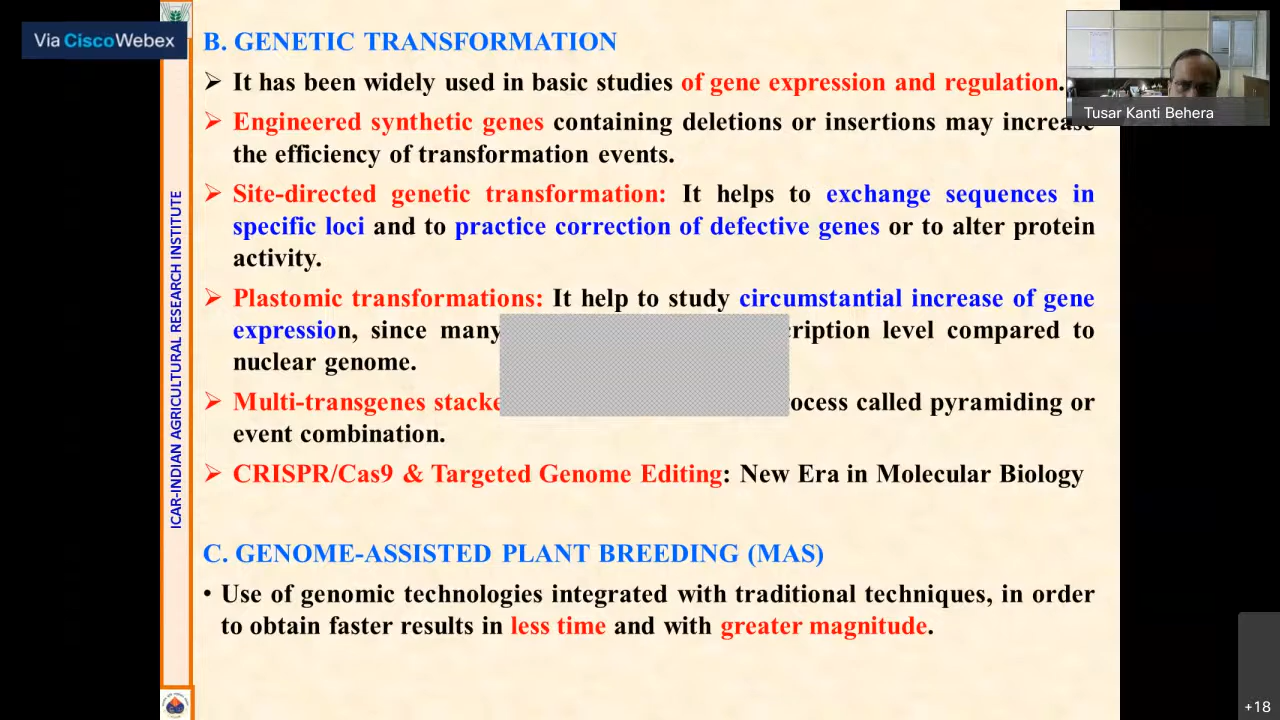 Via CiscoWebex
B. GENETIC TRANSFORMATION
➢ It has been widely used in basic studies of gene expression and regulation.
Tusar Kanti Behera
➢ Engineered synthetic genes containing deletions or insertions may increase
the efficiency of transformation events.
➢ Site-directed genetic transformation: It helps to exchange sequences in
specific loci and to practice correction of defective genes or to alter protein
activity.
➢ Plastomic transformations: It help to study circumstantial increase of gene
expression, since many cription level compared to
nuclear genome.
➢ Multi-transgenes stacke ocess called pyramiding or
event combination.
➢ CRISPR/Cas9 & Targeted Genome Editing: New Era in Molecular Biology
C. GENOME-ASSISTED PLANT BREEDING (MAS)
• Use of genomic technologies integrated with traditional techniques, in order
to obtain faster results in less time and with greater magnitude.
ICAR-INDIAN AGRICULTURAL RESEARCH INSTITUTE
+18